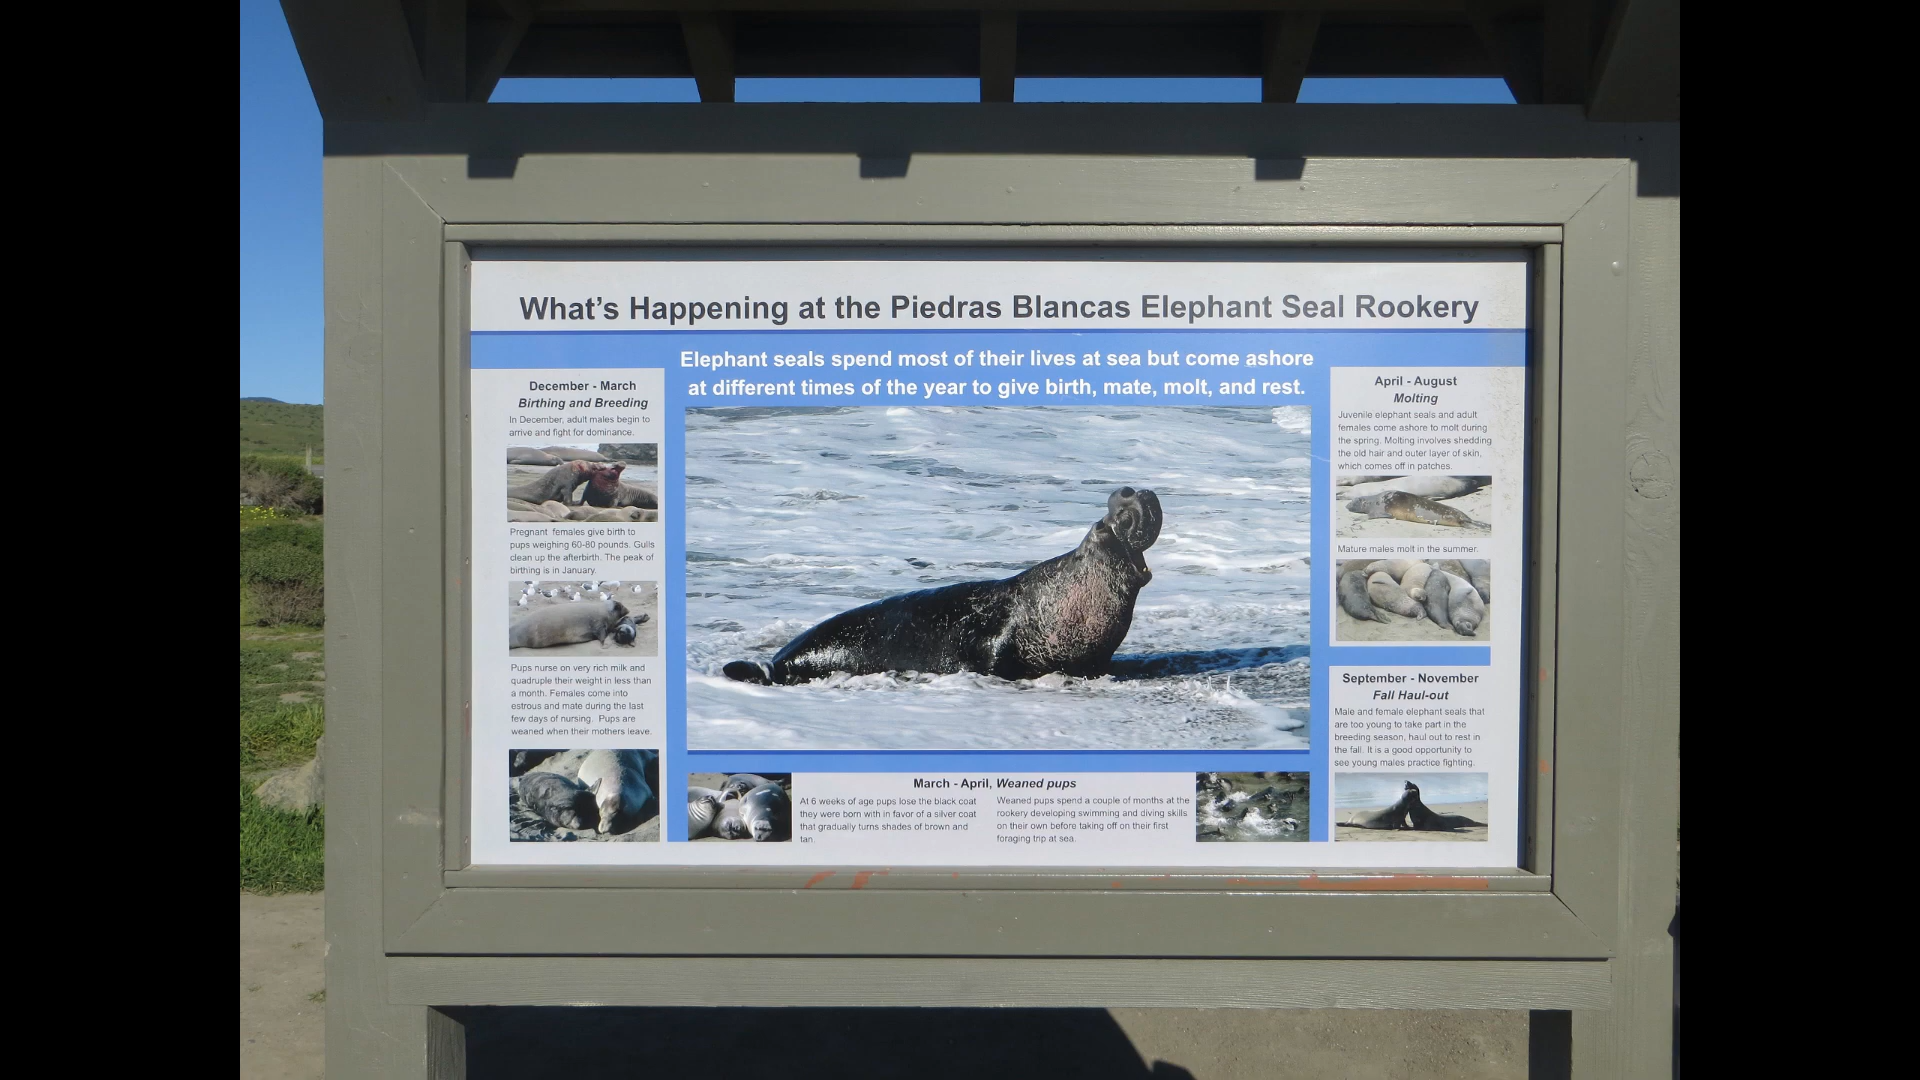 What's Happening at the Piedras Blancas Elephant Seal Rookery
Elephant seals spend most of their lives at sea but come ashore
at different times of the year to give birth, mate, molt, and rest.
December - March
Birthing and Breeding
In December, adult males begin to
arrive and fight for dominance.
Pregnant females give birth to
pups weighing 60-80 pounds. Gulls
clean up the afterbirth. The peak of
birthing is in January.
Pups nurse on very rich milk and
quadruple their weight in less than
a month. Females come into
estrous and mate during the last
few days of nursing. Pups are
weaned when their mothers leave.
March - April, Weaned pups
At 6 weeks of age pups lose the black coat
they were born with in favor of a silver coat
that gradually turns shades of brown and
tan.
Weaned pups spend a couple of months at the
rookery developing swimming and diving skills
on their own before taking off on their first
foraging trip at sea.
April - August
Molting
Juvenile elephant seals and adult
females come ashore to molt during
the spring. Molting involves shedding
the old hair and outer layer of skin,
which comes off in patches.
Mature males molt in the summer.
September - November
Fall Haul-out
Male and female elephant seals that
are too young to take part in the
breeding season, haul out to rest in
the fall. It is a good opportunity to
see young males practice fighting.